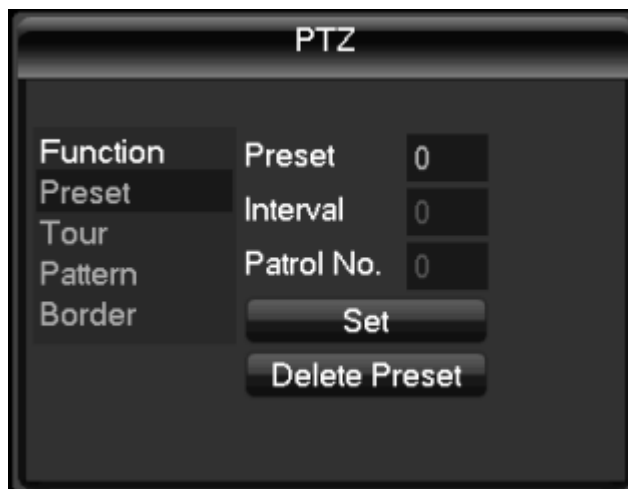 PTZ
Function
Preset
Tour
Pattern
Border
Preset 0
Interval 0
Patrol No. 0
Set
Delete Preset